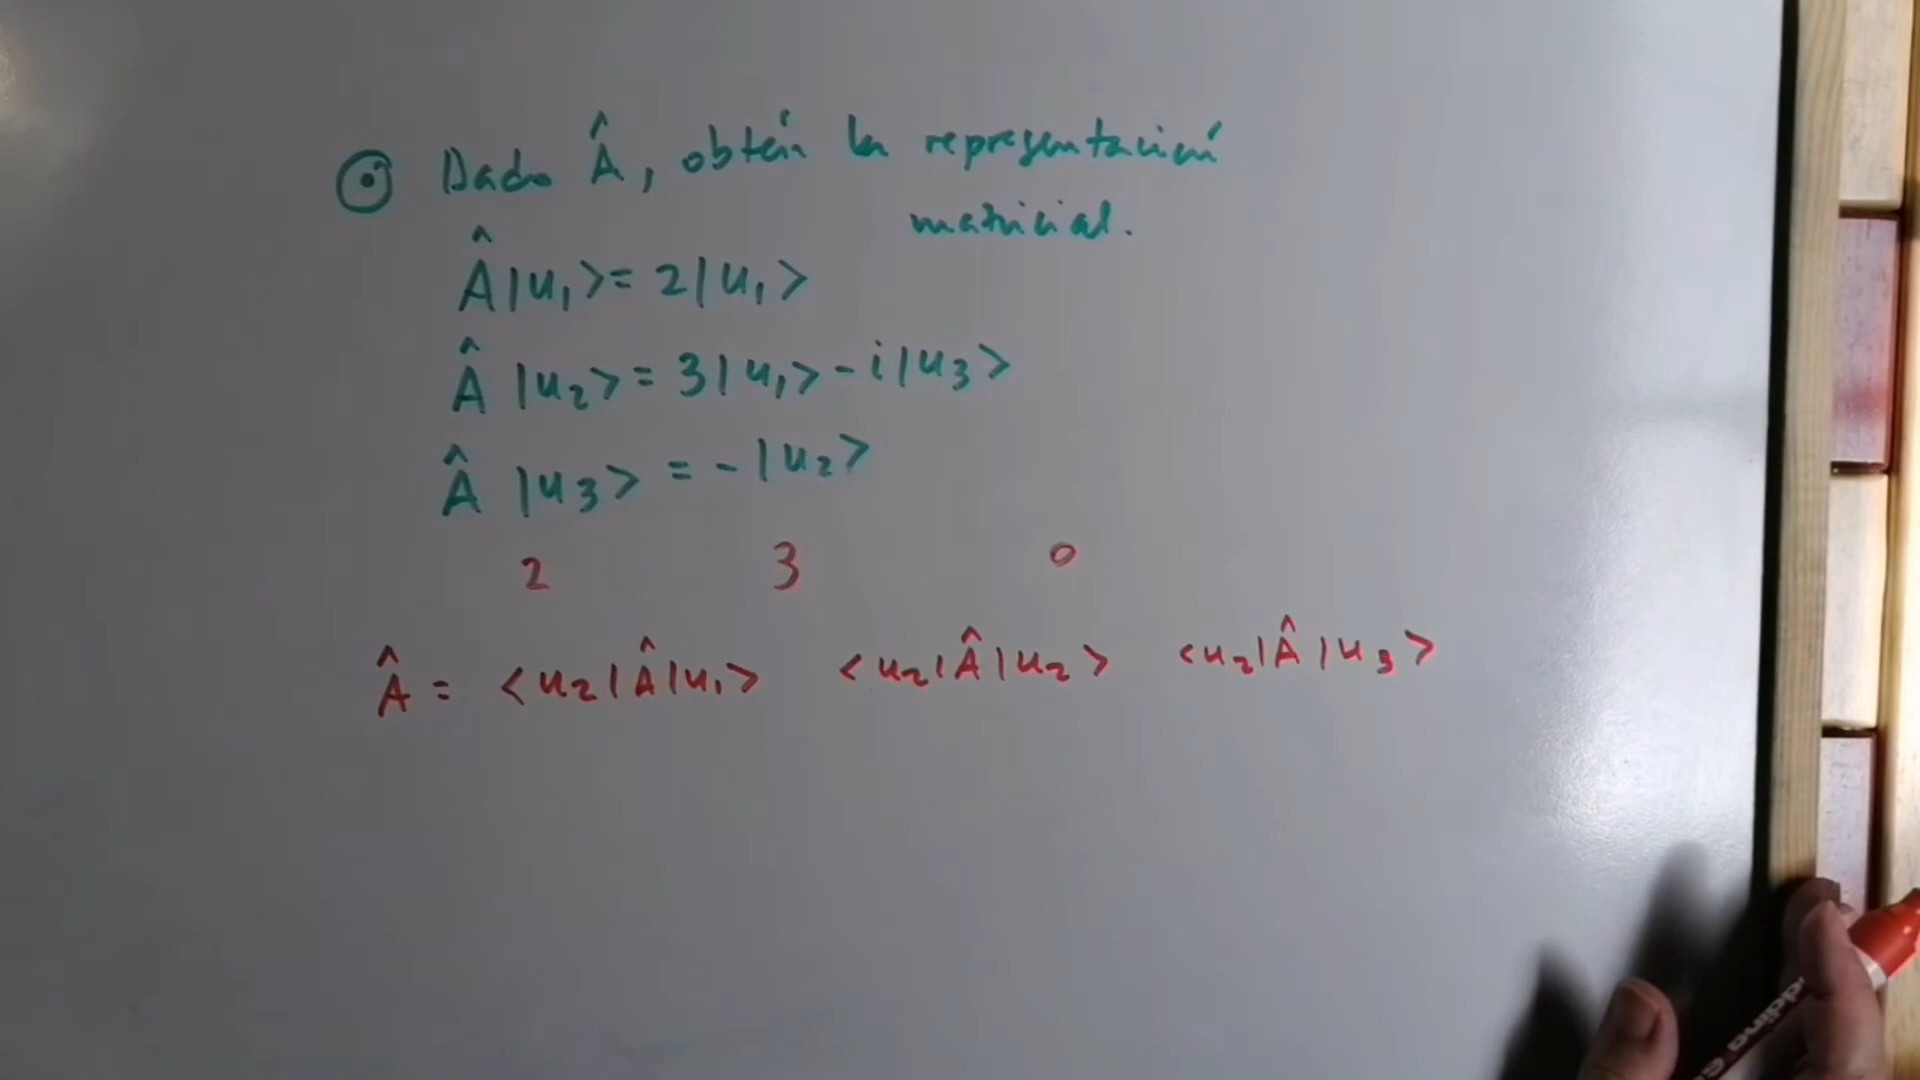 ⊙ Dado Â, obtén la representación
matricial.
Â|u₁>= 2|u₁>
Â |u₂>= 3|u₁> - i|u₃>
Â |u₃> = -|u₂>
2 3 0
Â = <u₂|Â|u₁> <u₂|Â|u₂> <u₂|Â|u₃>